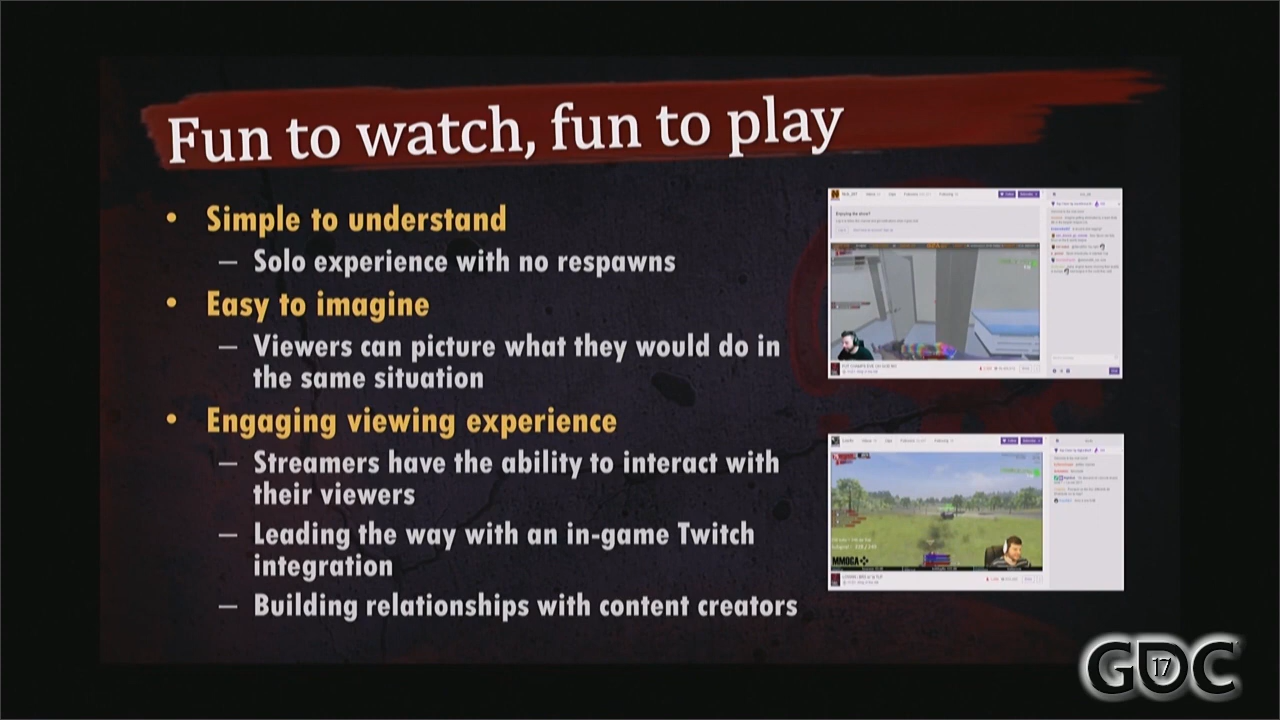 Fun to watch, fun to play
• Simple to understand
– Solo experience with no respawns
• Easy to imagine
– Viewers can picture what they would do in
the same situation
• Engaging viewing experience
– Streamers have the ability to interact with
their viewers
– Leading the way with an in-game Twitch
integration
– Building relationships with content creators
MMOGA
GDC
17